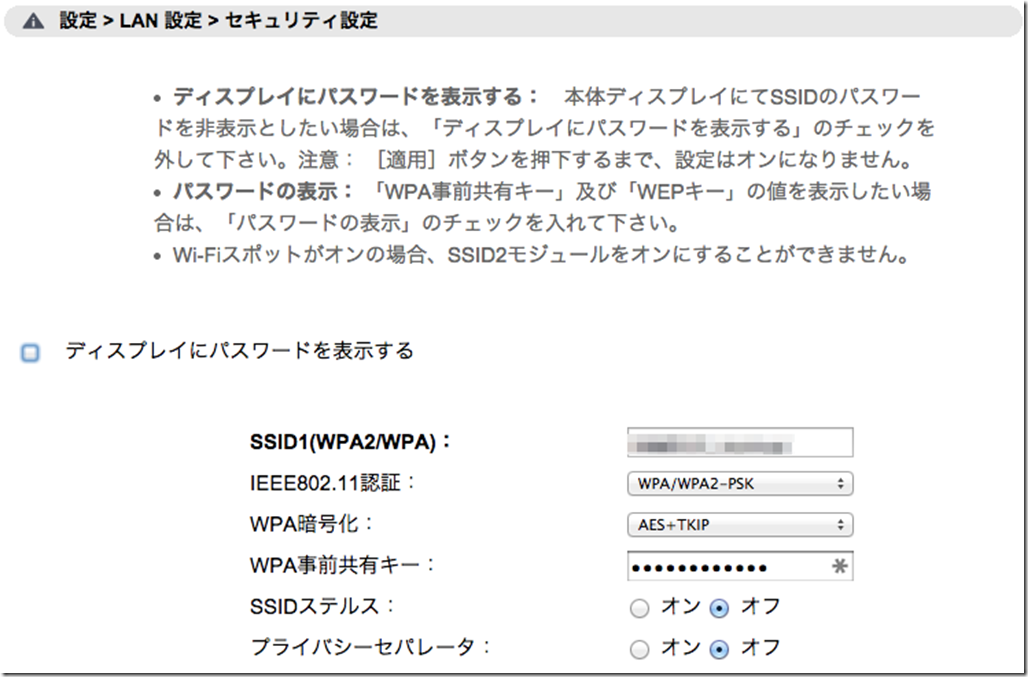 設定 > LAN 設定 > セキュリティ設定
• ディスプレイにパスワードを表示する： 本体ディスプレイにてSSIDのパスワー
ドを非表示としたい場合は、「ディスプレイにパスワードを表示する」のチェックを
外して下さい。注意： ［適用］ボタンを押下するまで、設定はオンになりません。
• パスワードの表示： 「WPA事前共有キー」及び「WEPキー」の値を表示したい場
合は、「パスワードの表示」のチェックを入れて下さい。
• Wi-Fiスポットがオンの場合、SSID2モジュールをオンにすることができません。
ディスプレイにパスワードを表示する
SSID1(WPA2/WPA)：
IEEE802.11認証： WPA/WPA2-PSK
WPA暗号化： AES+TKIP
WPA事前共有キー： ●●●●●●●●●●●● *
SSIDステルス： オン オフ
プライバシーセパレータ： オン オフ